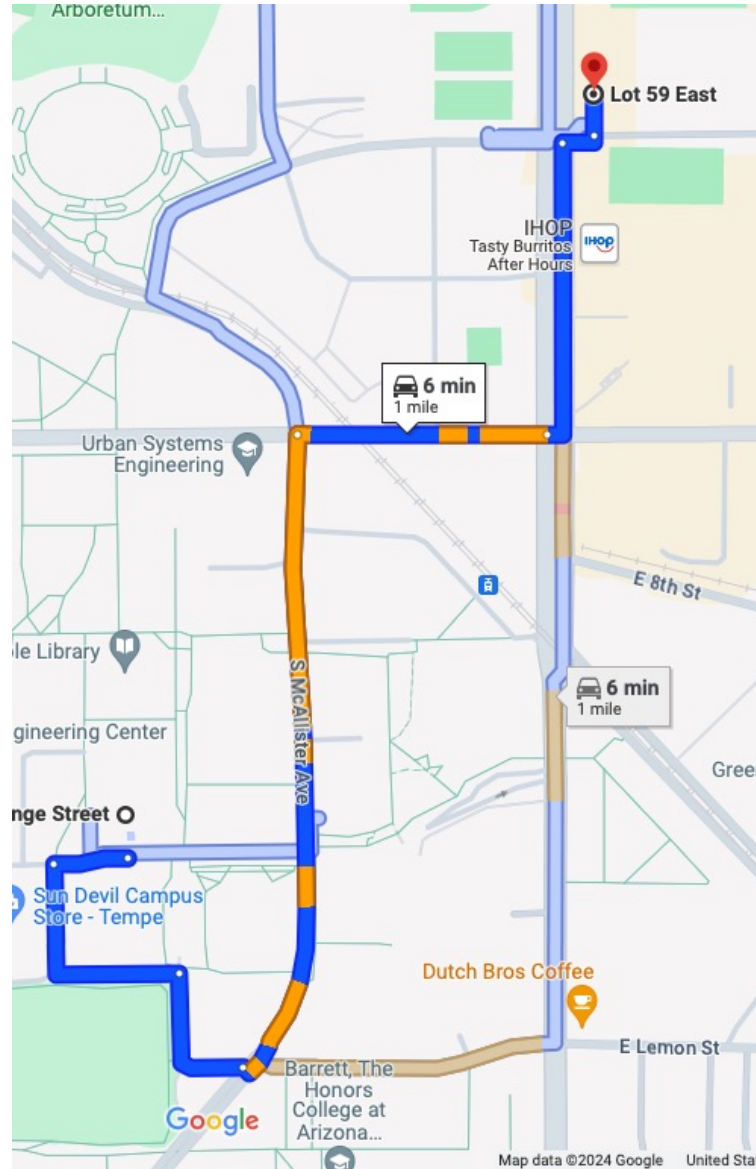 Arboretum...
Lot 59 East
IHOP
Tasty Burritos
After Hours
IHOP
6 min
1 mile
Urban Systems
Engineering
E 8th St
le Library
S McAllister Ave
6 min
1 mile
gineering Center
Gree
nge Street
Sun Devil Campus
Store - Tempe
Dutch Bros Coffee
E Lemon St
Barrett, The
Honors
College at
Arizona...
Google
Map data ©2024 Google United Sta